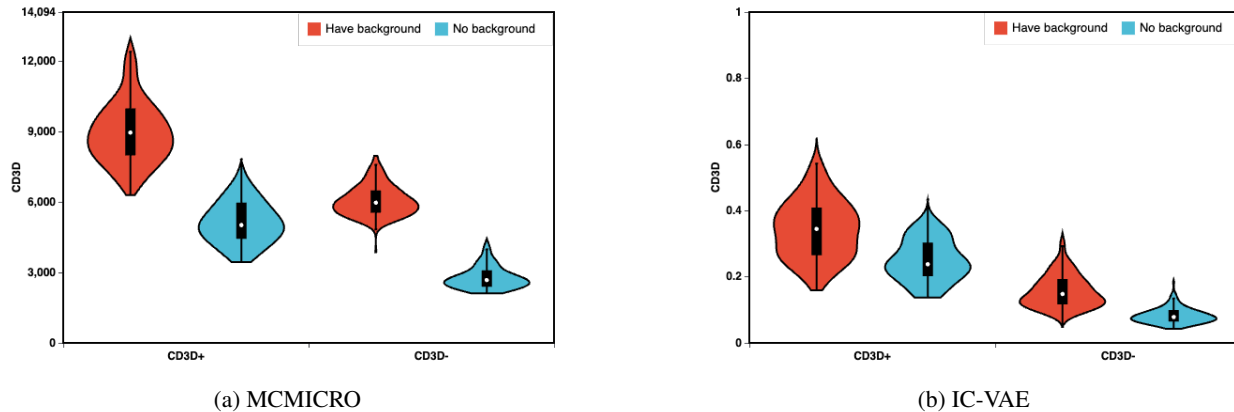 14,094
12,000
9,000
6,000
3,000
0
CD3D
Have background
No background
CD3D+
CD3D-
(a) MCMICRO
1
0.8
0.6
0.4
0.2
0
CD3D
Have background
No background
CD3D+
CD3D-
(b) IC-VAE